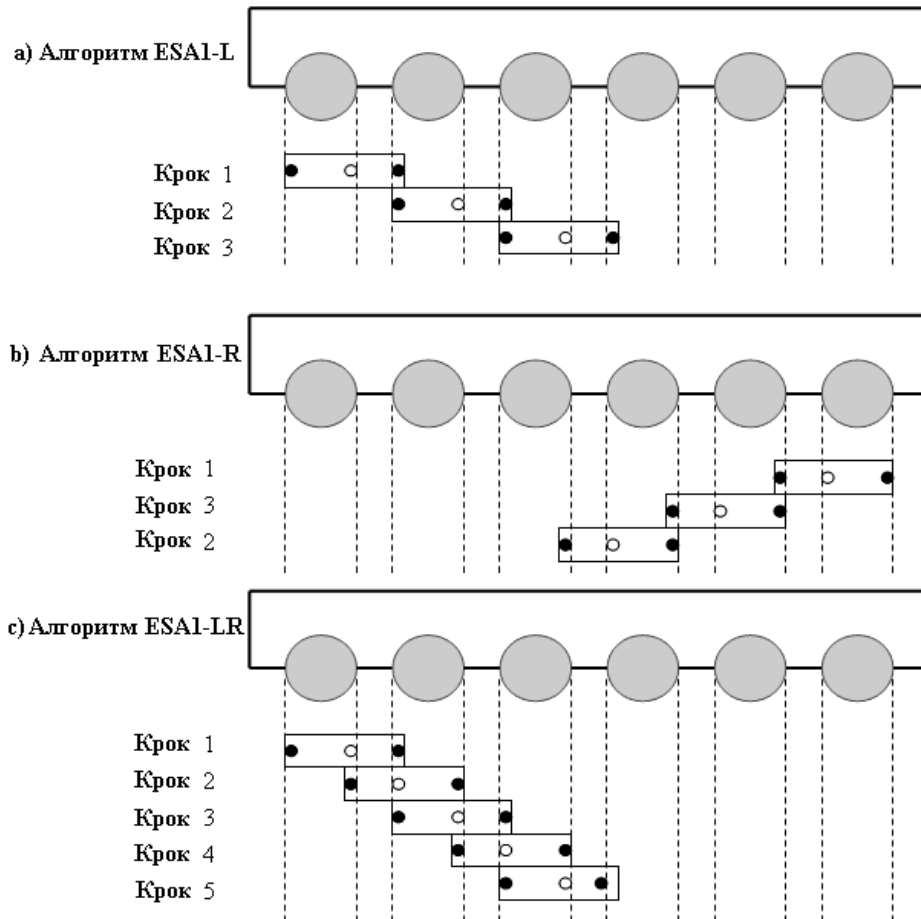 a) Алгоритм ESA1-L
Крок 1
Крок 2
Крок 3
b) Алгоритм ESA1-R
Крок 1
Крок 3
Крок 2
c) Алгоритм ESA1-LR
Крок 1
Крок 2
Крок 3
Крок 4
Крок 5